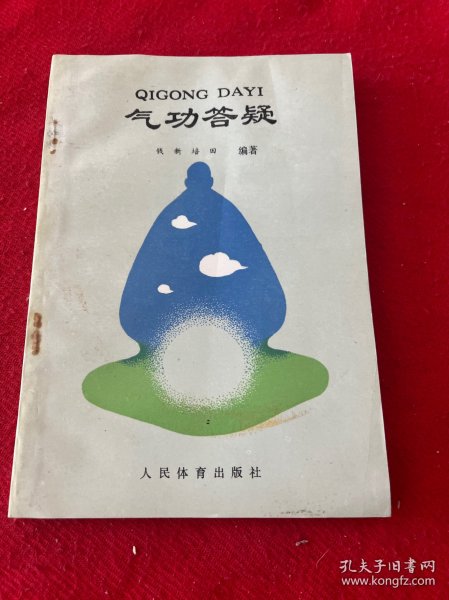 QIGONG DAYI
气功答疑
钱新培田 编著
人民体育出版社
孔夫子旧书网
www.kongfz.com